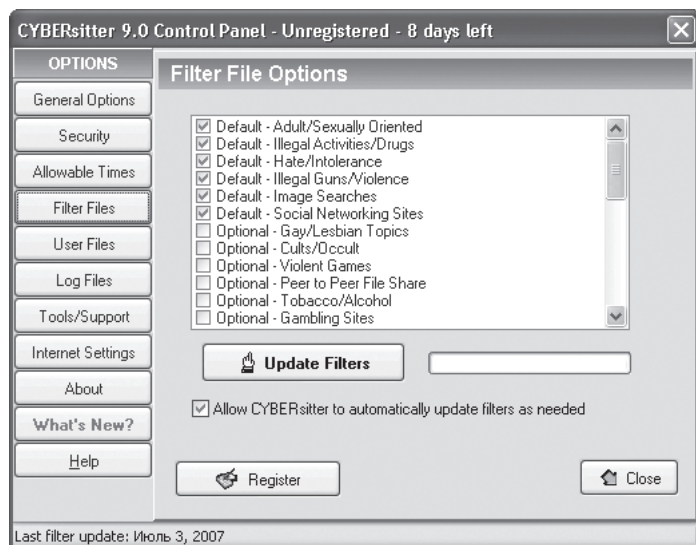 CYBERsitter 9.0 Control Panel - Unregistered - 8 days left
OPTIONS
General Options
Security
Allowable Times
Filter Files
User Files
Log Files
Tools/Support
Internet Settings
About
What's New?
Help
Filter File Options
Default - Adult/Sexually Oriented
Default - Illegal Activities/Drugs
Default - Hate/Intolerance
Default - Illegal Guns/Violence
Default - Image Searches
Default - Social Networking Sites
Optional - Gay/Lesbian Topics
Optional - Cults/Occult
Optional - Violent Games
Optional - Peer to Peer File Share
Optional - Tobacco/Alcohol
Optional - Gambling Sites
Update Filters
Allow CYBERsitter to automatically update filters as needed
Register
Close
Last filter update: Июль 3, 2007